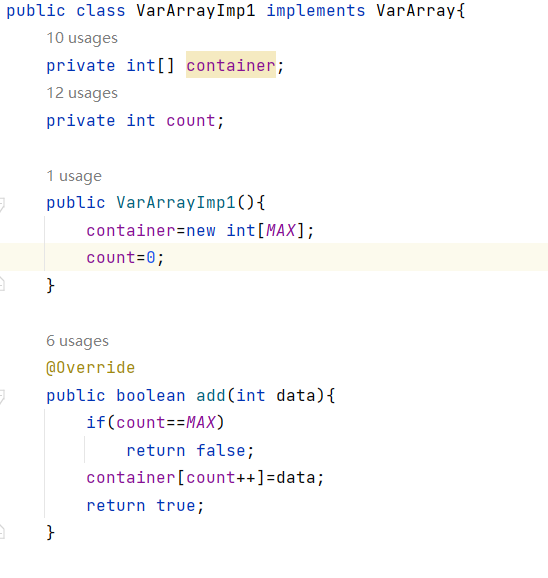 public class VarArrayImp1 implements VarArray{
10 usages
private int[] container;
12 usages
private int count;
1 usage
public VarArrayImp1(){
container=new int[MAX];
count=0;
}
6 usages
@Override
public boolean add(int data){
if(count==MAX)
return false;
container[count++]=data;
return true;
}